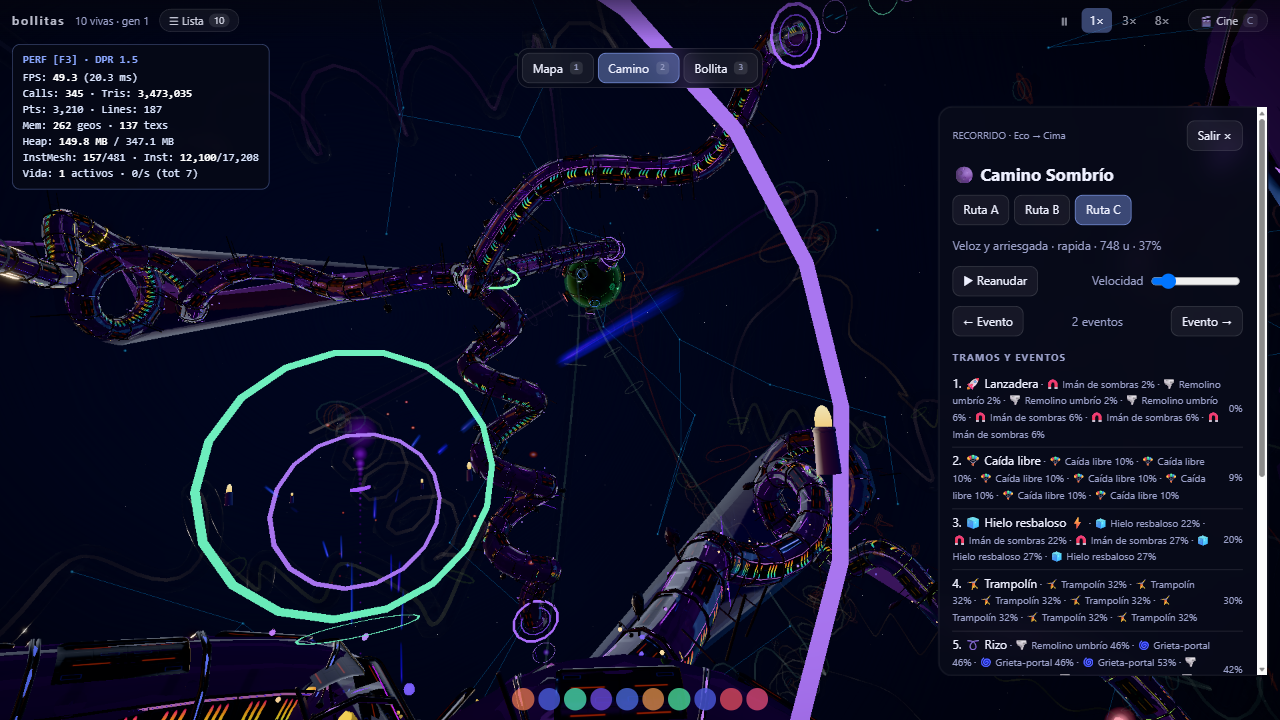 bollitas 10 vivas · gen 1 ☰ Lista 10
⏸ 1× 3× 8× 🎬 Cine C
PERF [F3] · DPR 1.5
FPS: 49.3 (20.3 ms)
Calls: 345 · Tris: 3,473,035
Pts: 3,210 · Lines: 187
Mem: 262 geos · 137 texs
Heap: 149.8 MB / 347.1 MB
InstMesh: 157/481 · Inst: 12,100/17,208
Vida: 1 activos · 0/s (tot 7)
Mapa 1 Camino 2 Bollita 3
RECORRIDO · Eco → Cima Salir ×
Camino Sombrío
Ruta A Ruta B Ruta C
Veloz y arriesgada · rapida · 748 u · 37%
▶ Reanudar Velocidad
← Evento 2 eventos Evento →
TRAMOS Y EVENTOS
1. 🚀 Lanzadera · 🧲 Imán de sombras 2% · 🌪 Remolino
umbrío 2% · 🌪 Remolino umbrío 2% · 🌪 Remolino umbrío
6% · 🧲 Imán de sombras 6% · 🧲 Imán de sombras 6% · 🧲
Imán de sombras 6%
0%
2. 🪂 Caída libre · 🪂 Caída libre 10% · 🪂 Caída libre
10% · 🪂 Caída libre 10% · 🪂 Caída libre 10% · 🪂 Caída
libre 10% · 🪂 Caída libre 10% · 🪂 Caída libre 10%
9%
3. 🧊 Hielo resbaloso ⚡ · 🧊 Hielo resbaloso 22% ·
🧲 Imán de sombras 22% · 🧲 Imán de sombras 27% · 🧊
Hielo resbaloso 27% · 🧊 Hielo resbaloso 27%
20%
4. 🤸 Trampolín · 🤸 Trampolín 32% · 🤸 Trampolín
32% · 🤸 Trampolín 32% · 🤸 Trampolín 32% · 🤸
Trampolín 32% · 🤸 Trampolín 32% · 🤸 Trampolín 32%
30%
5. ➰ Rizo · 🌪 Remolino umbrío 46% · 🌀 Grieta-portal
46% · 🌀 Grieta-portal 46% · 🌀 Grieta-portal 53% · 🌪
42%